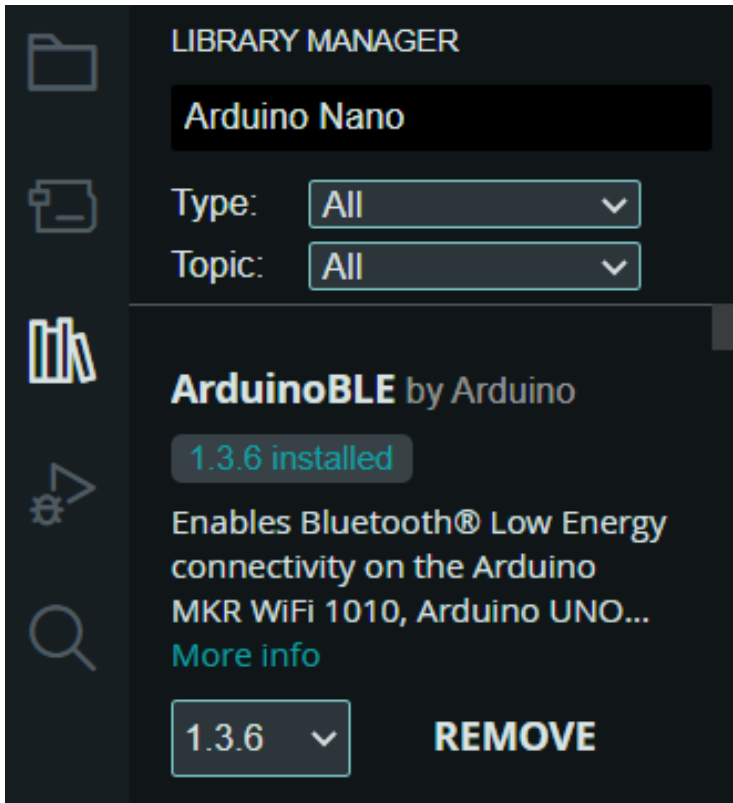 LIBRARY MANAGER
Arduino Nano
Type: All
Topic: All
ArduinoBLE by Arduino
1.3.6 installed
Enables Bluetooth® Low Energy
connectivity on the Arduino
MKR WiFi 1010, Arduino UNO...
More info
1.3.6 REMOVE